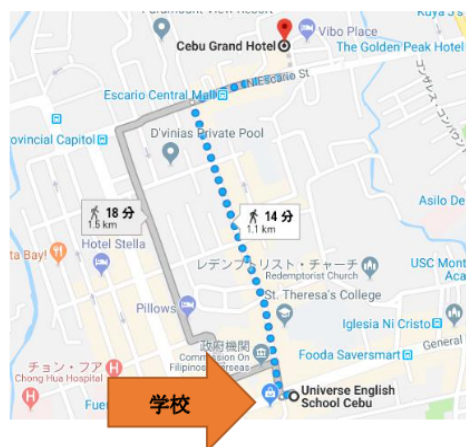 Paramount View Resort
Kuya J's
Cebu Grand Hotel
Vibo Place
The Golden Peak Hotel
N Escario St
Escario Central Mall
コンザレス・コンパウンド
ovincial Capitol
D'vinias Private Pool
18 分
1.5 km
14 分
1.1 km
Asilo De
ta Bay!
Hotel Stella
レデンプトリスト・チャーチ
Redemptorist Church
USC Mont
Aca
St. Theresa's College
Pillows
Iglesia Ni Cristo
政府機関
Commission On
Filipinos Overseas
General
Fooda Saversmart
チョン・フア
Chong Hua Hospital
Universe English
School Cebu
学校
Fuen